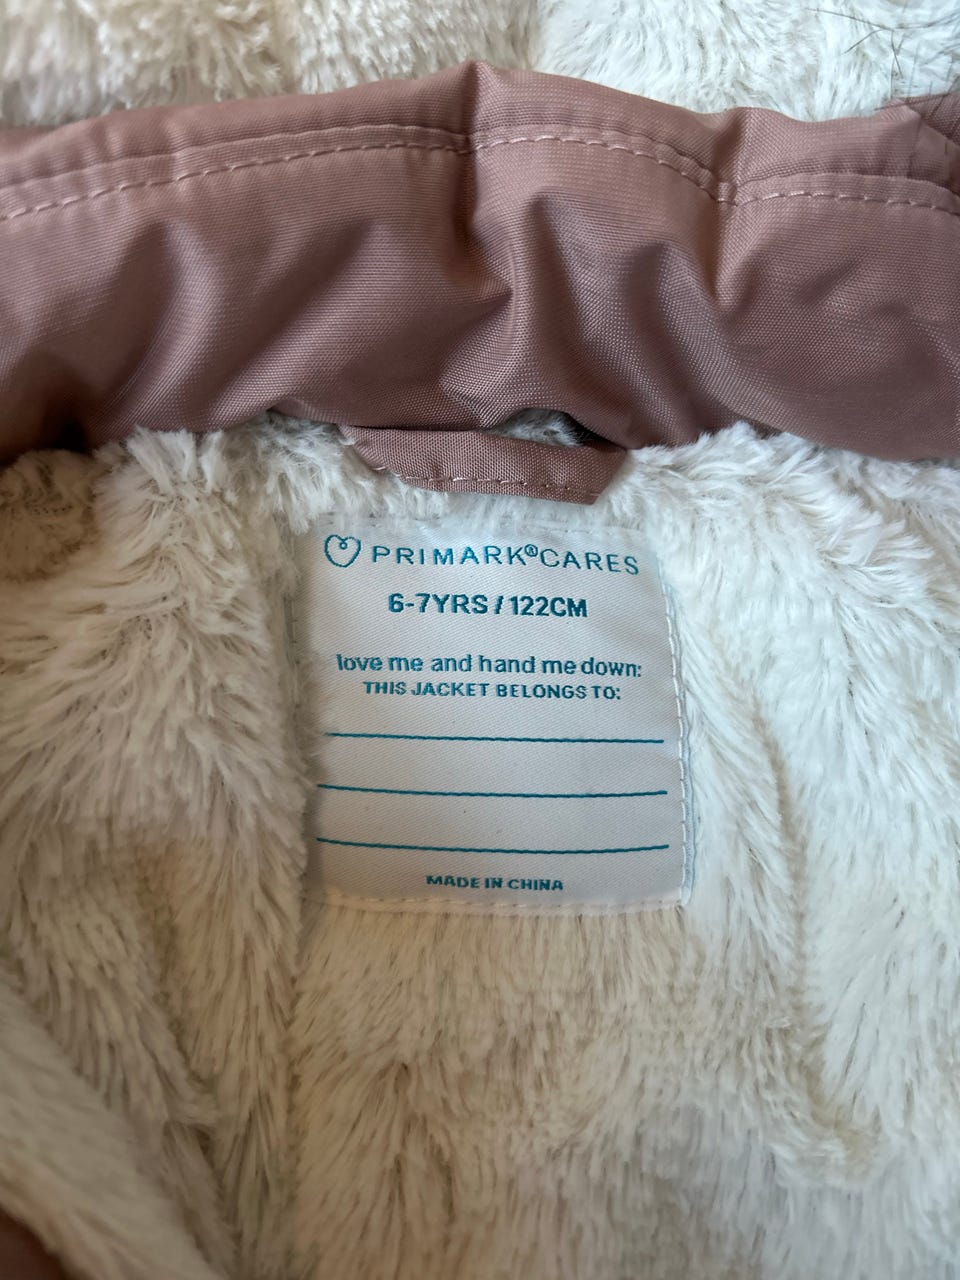 PRIMARK®CARES
6-7YRS / 122CM
love me and hand me down:
THIS JACKET BELONGS TO:
MADE IN CHINA